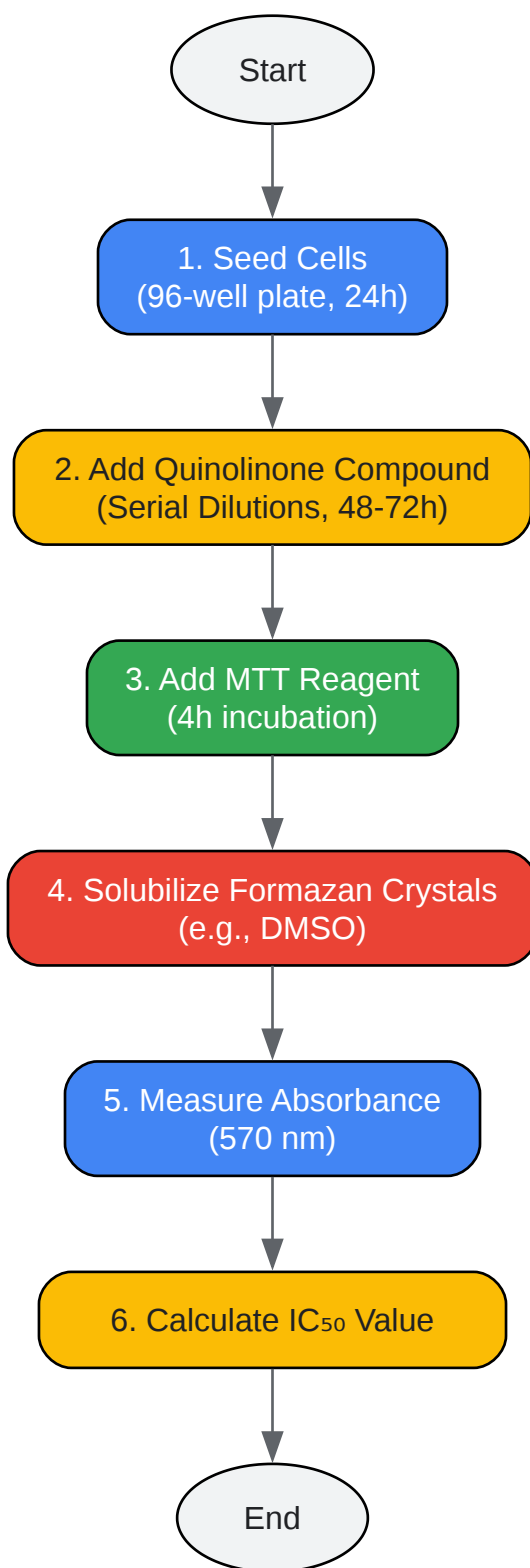 Start
1. Seed Cells
(96-well plate, 24h)
2. Add Quinolinone Compound
(Serial Dilutions, 48-72h)
3. Add MTT Reagent
(4h incubation)
4. Solubilize Formazan Crystals
(e.g., DMSO)
5. Measure Absorbance
(570 nm)
6. Calculate IC₅₀ Value
End